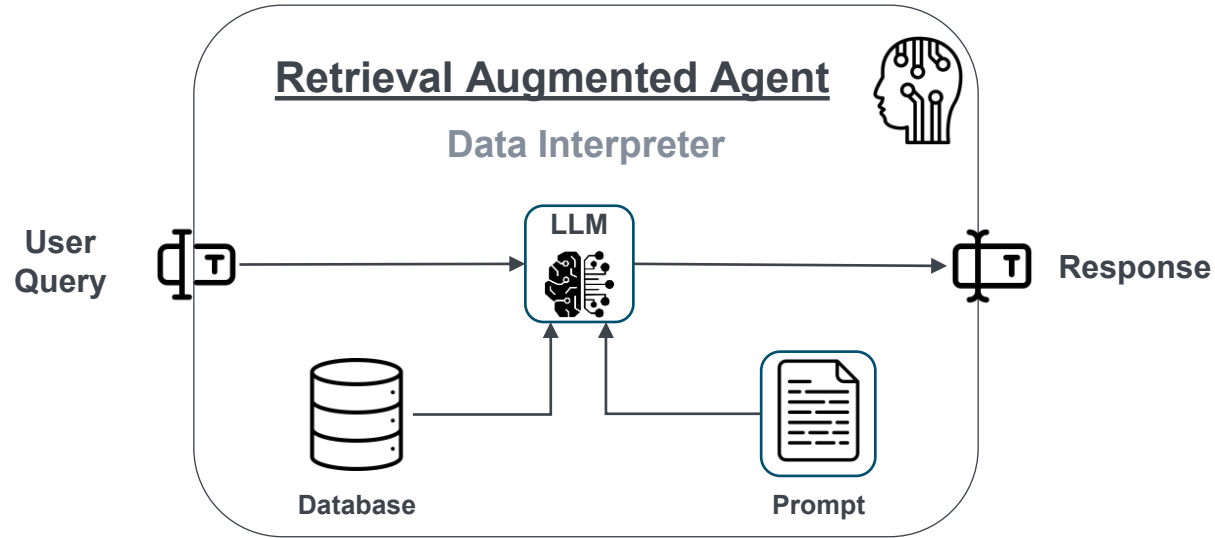 Retrieval Augmented Agent
Data Interpreter
User
Query
T
LLM
T
Response
Database
Prompt